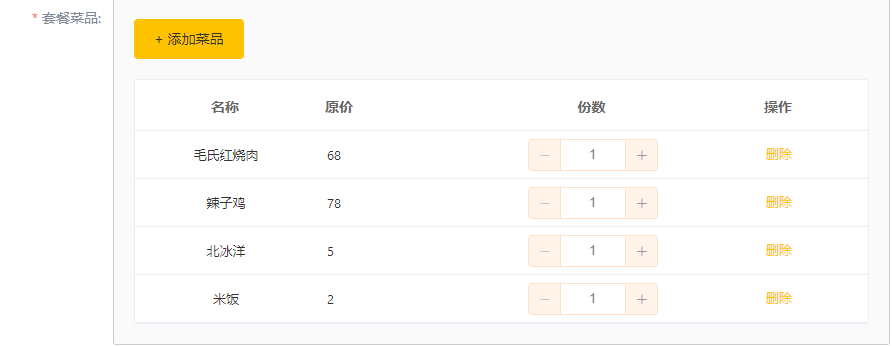 * 套餐菜品:
+ 添加菜品
名称 原价 份数 操作
毛氏红烧肉 68 － 1 + 删除
辣子鸡 78 － 1 + 删除
北冰洋 5 － 1 + 删除
米饭 2 － 1 + 删除